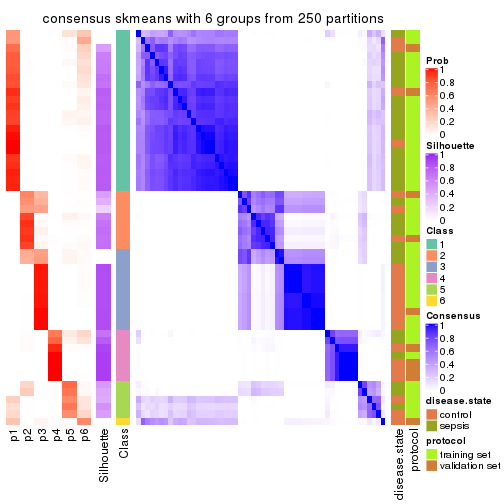 consensus skmeans with 6 groups from 250 partitions
Prob
1
0.8
0.6
0.4
0.2
0
Silhouette
1
0.8
0.6
0.4
0.2
0
Class
1
2
3
4
5
6
Consensus
1
0.8
0.6
0.4
0.2
0
disease.state
control
sepsis
protocol
training set
validation set
p1
p2
p3
p4
p5
p6
Silhouette
Class
disease.state
protocol